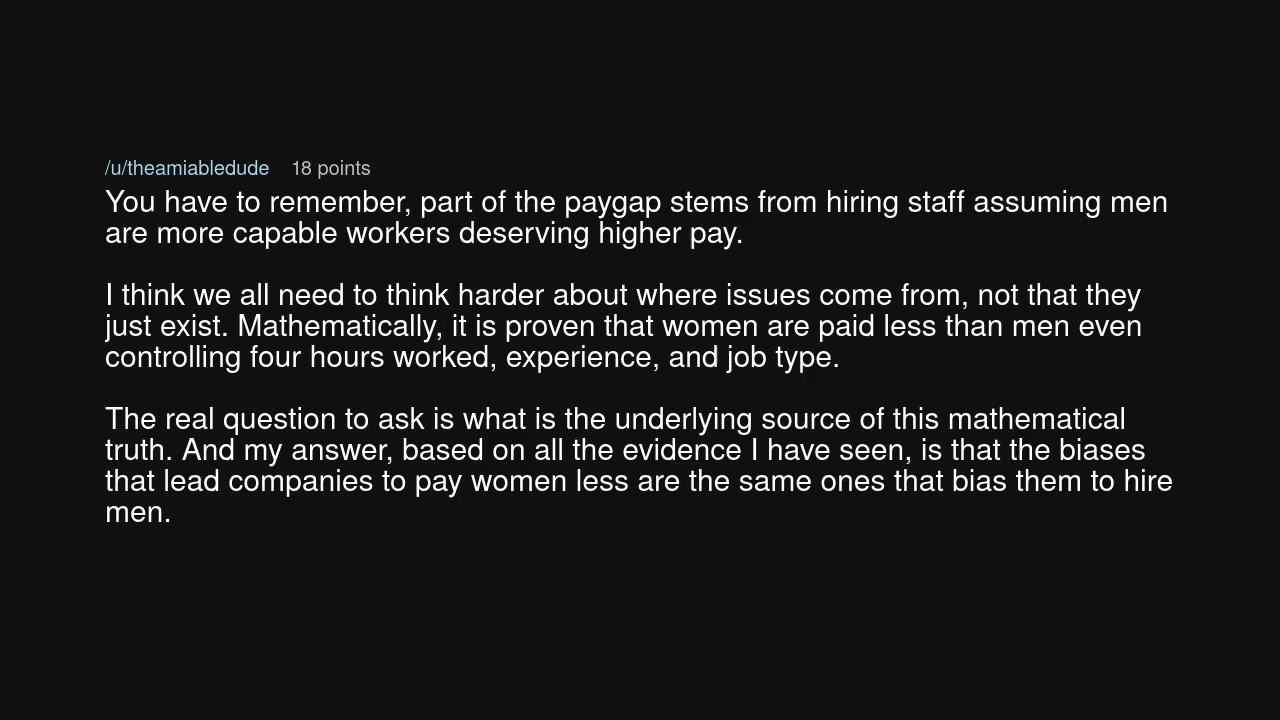 /u/theamiabledude 18 points
You have to remember, part of the paygap stems from hiring staff assuming men
are more capable workers deserving higher pay.
I think we all need to think harder about where issues come from, not that they
just exist. Mathematically, it is proven that women are paid less than men even
controlling four hours worked, experience, and job type.
The real question to ask is what is the underlying source of this mathematical
truth. And my answer, based on all the evidence I have seen, is that the biases
that lead companies to pay women less are the same ones that bias them to hire
men.